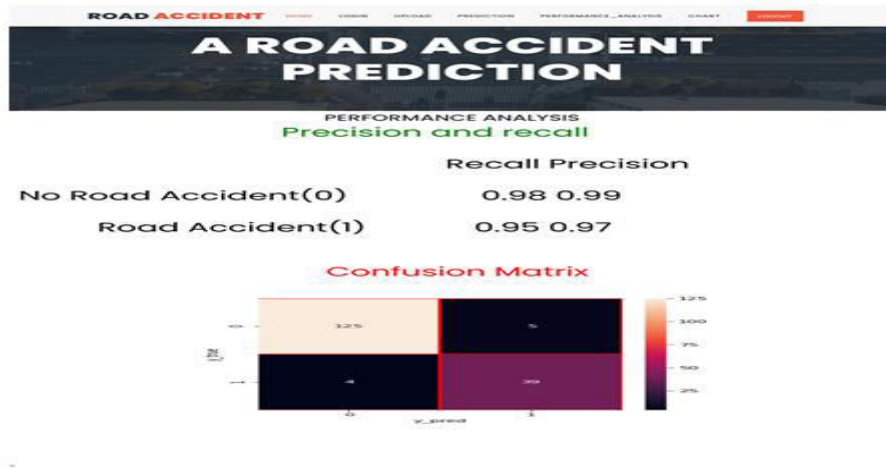 ROAD ACCIDENT HOME LOGIN UPLOAD PREDICTION PERFORMANCE_ANALYSIS CHART LOGOUT
A ROAD ACCIDENT
PREDICTION
PERFORMANCE ANALYSIS
Precision and recall
Recall Precision
No Road Accident(0) 0.98 0.99
Road Accident(1) 0.95 0.97
Confusion Matrix
125
100
75
50
25
0 125 5
1 4 39
0 1
y_pred